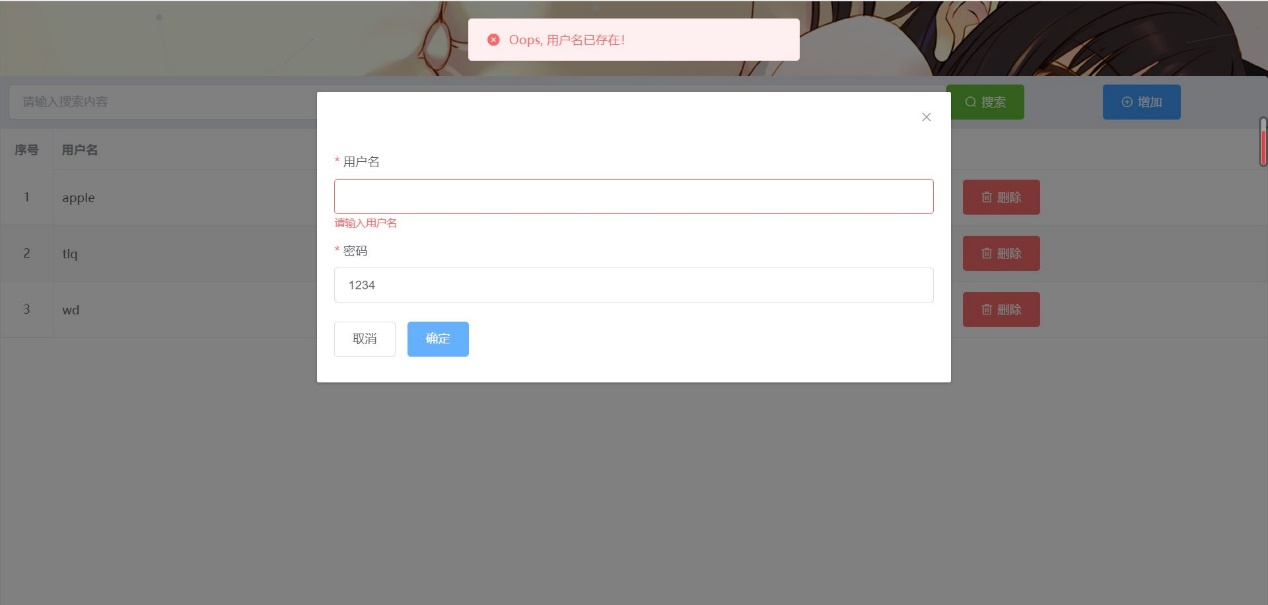 Oops, 用户名已存在!
请输入搜索内容
搜索
增加
序号 用户名
1 apple 删除
2 tlq 删除
3 wd 删除
* 用户名
请输入用户名
* 密码
1234
取消 确定